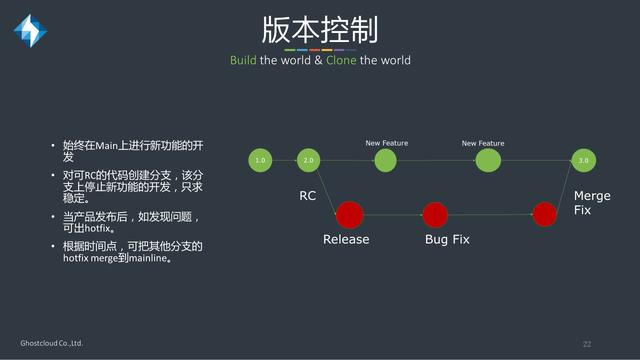 版本控制
Build the world & Clone the world
• 始终在Main上进行新功能的开
发
• 对可RC的代码创建分支，该分
支上停止新功能的开发，只求
稳定。
• 当产品发布后，如发现问题，
可出hotfix。
• 根据时间点，可把其他分支的
hotfix merge到mainline。
New Feature
New Feature
1.0
2.0
3.0
RC
Merge
Fix
Release
Bug Fix
Ghostcloud Co.,Ltd.
22